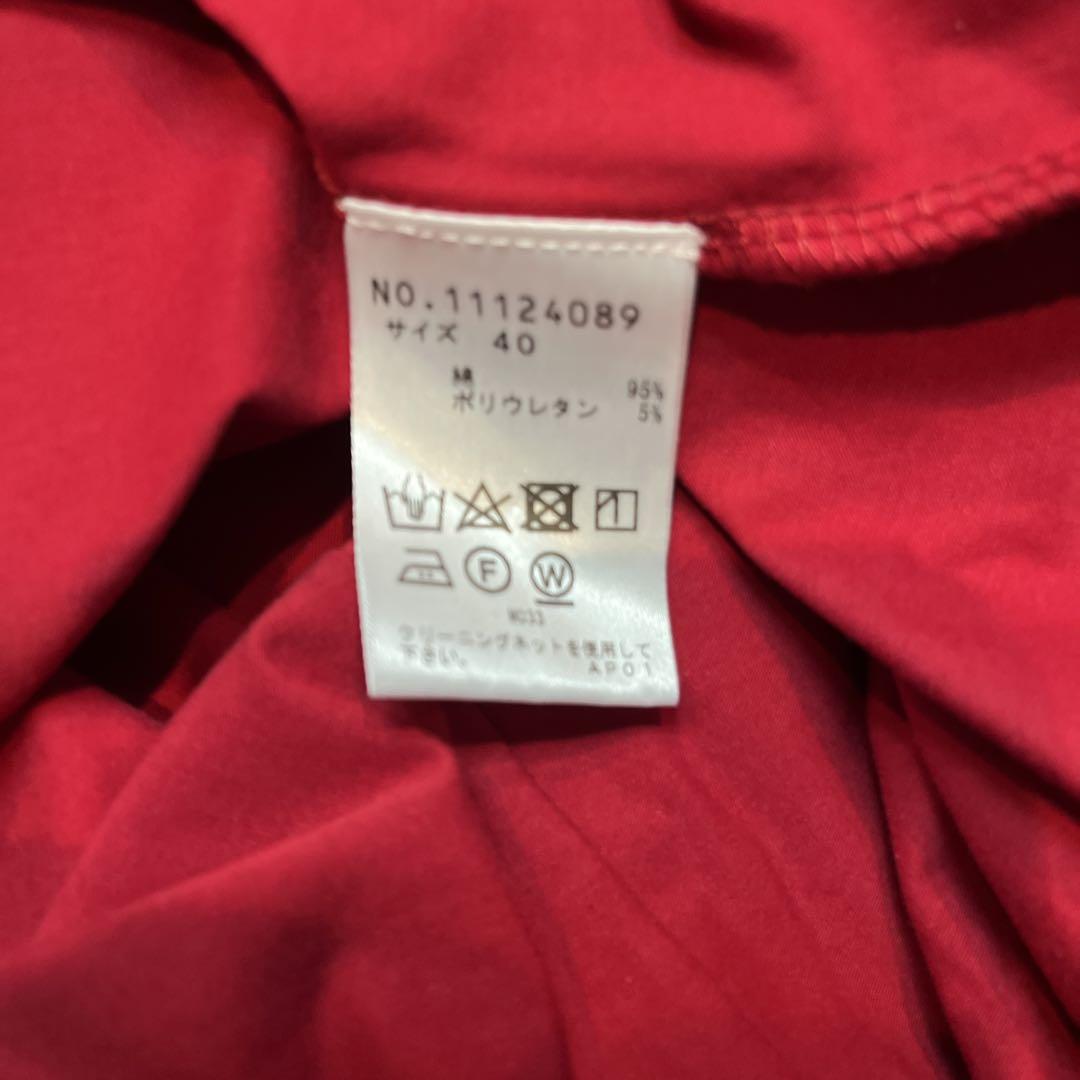 NO.11124089
サイズ 40
綿 95%
ポリウレタン 5%
F W
W033
クリーニングネットを使用して
下さい。
AP01